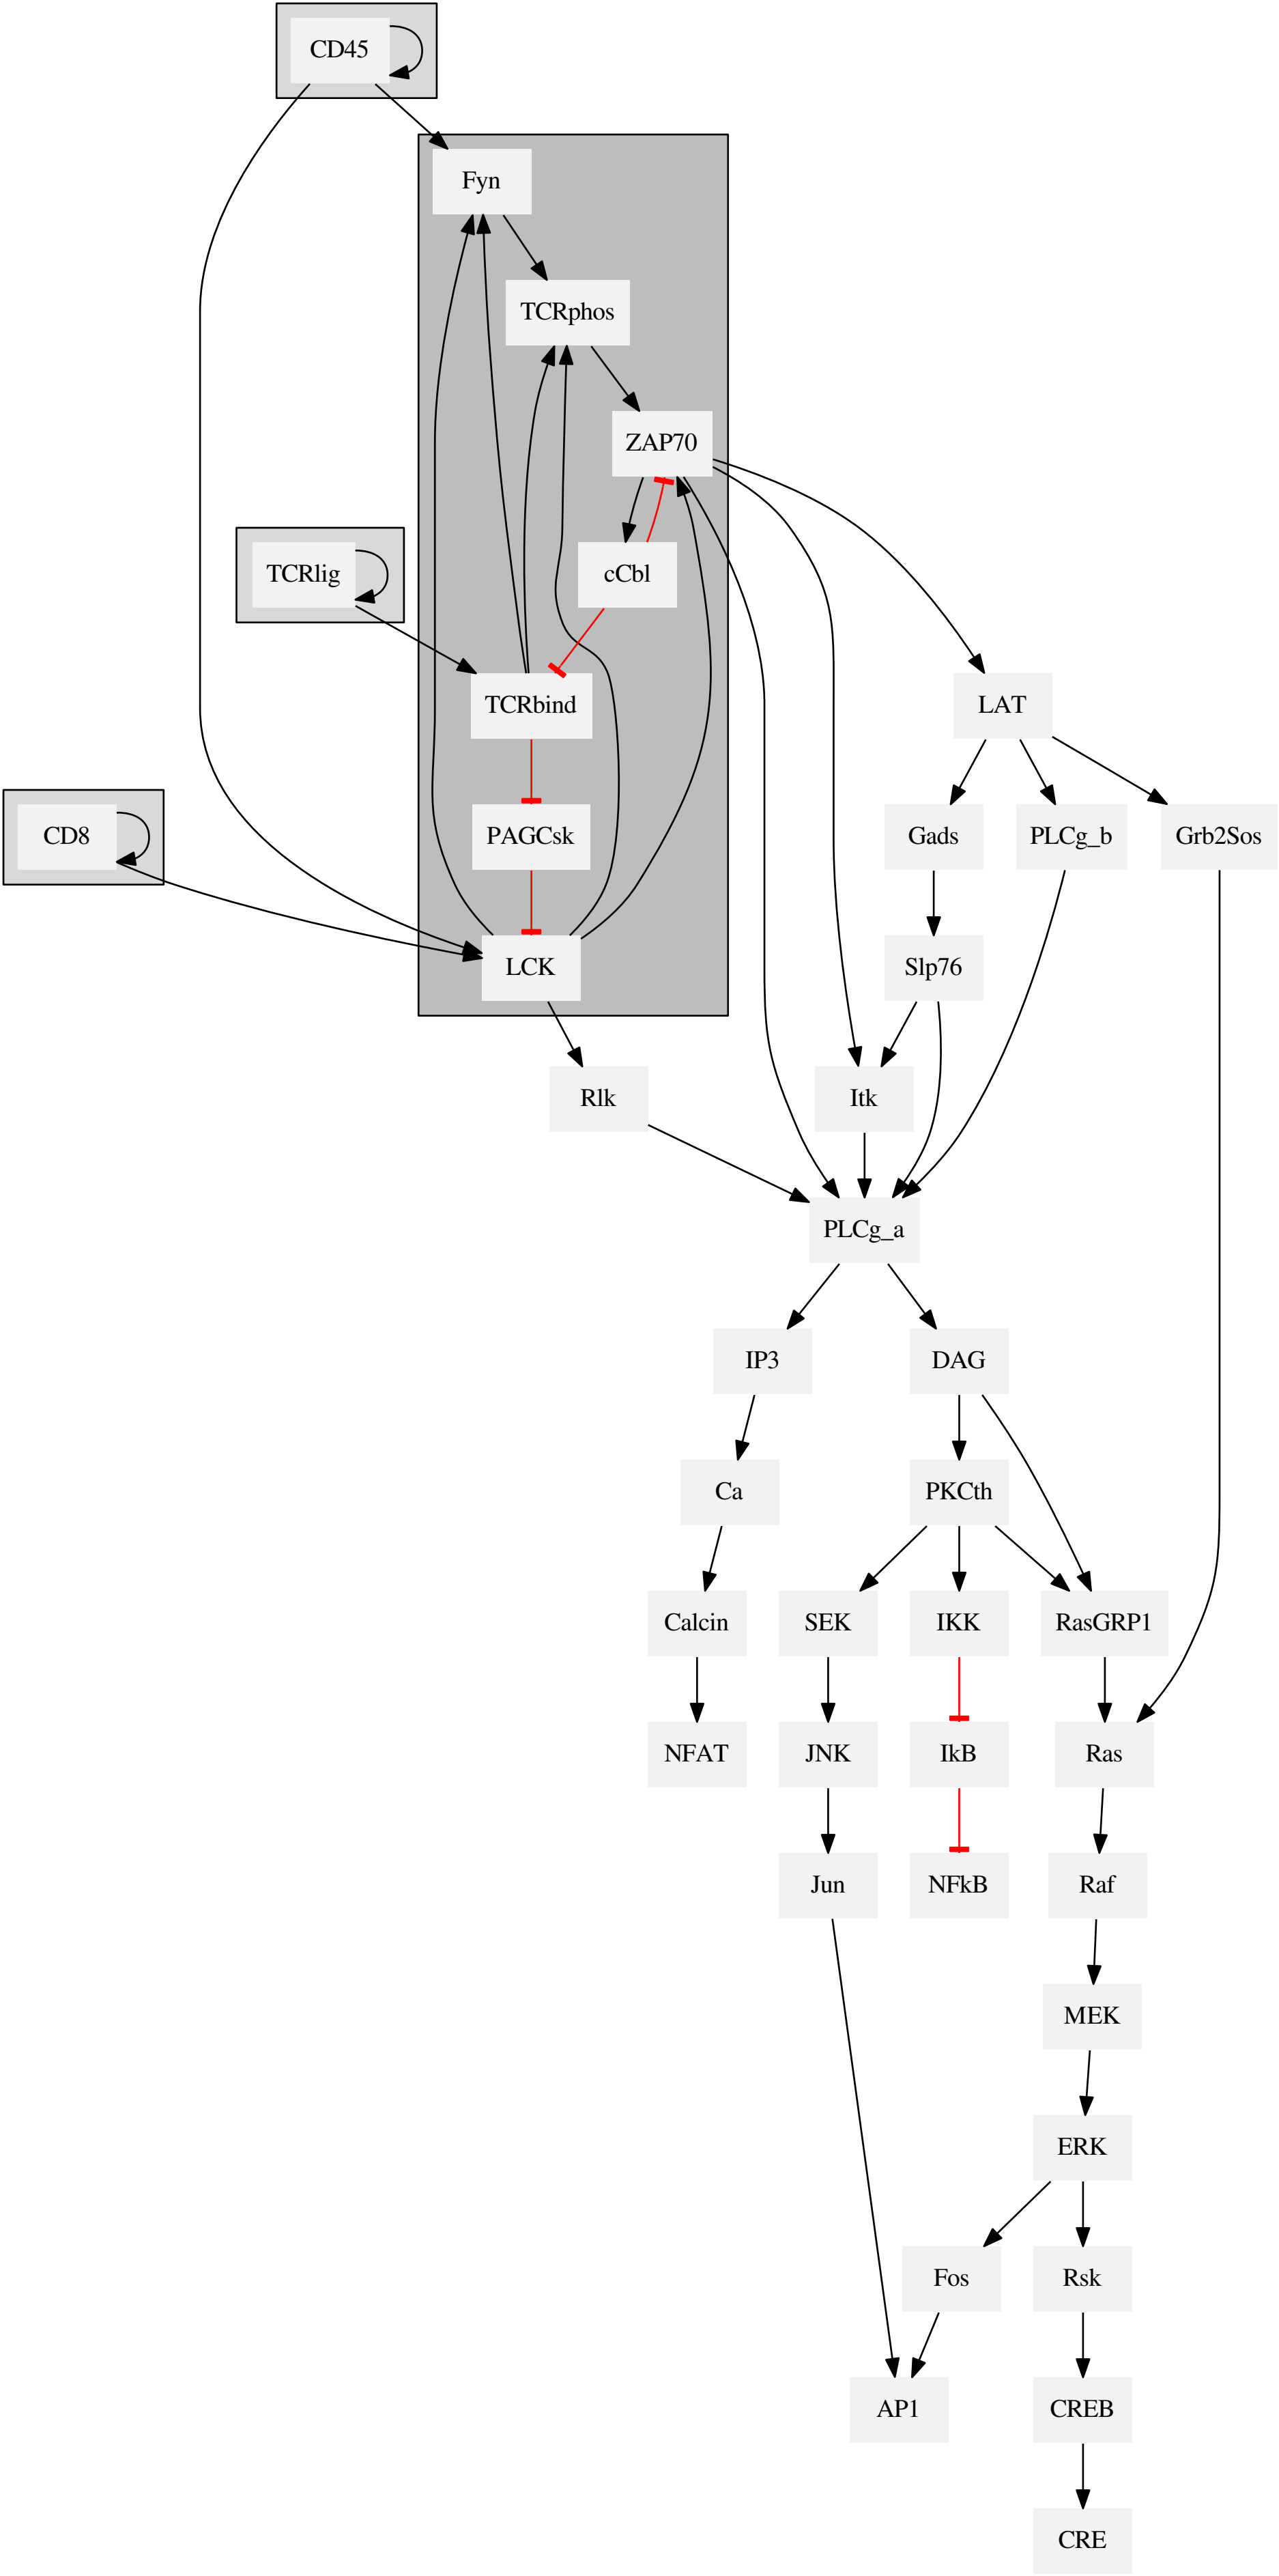 CD45
Fyn
TCRphos
ZAP70
TCRlig
cCbl
TCRbind
LAT
CD8
PAGCsk
Gads
PLCg_b
Grb2Sos
LCK
Slp76
Rlk
Itk
PLCg_a
IP3
DAG
Ca
PKCth
Calcin
SEK
IKK
RasGRP1
NFAT
JNK
IkB
Ras
Jun
NFkB
Raf
MEK
ERK
Fos
Rsk
AP1
CREB
CRE